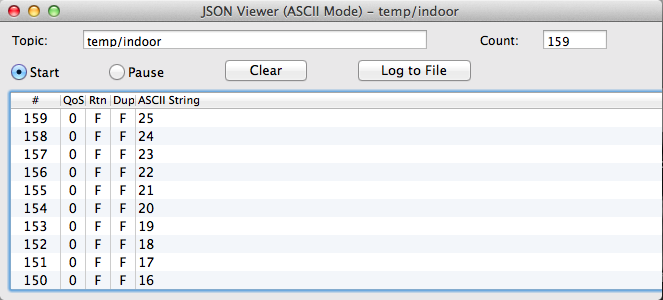 JSON Viewer (ASCII Mode) - temp/indoor
Topic: temp/indoor Count: 159
Start Pause Clear Log to File
# QoS Rtn Dup ASCII String
159 0 F F 25
158 0 F F 24
157 0 F F 23
156 0 F F 22
155 0 F F 21
154 0 F F 20
153 0 F F 19
152 0 F F 18
151 0 F F 17
150 0 F F 16